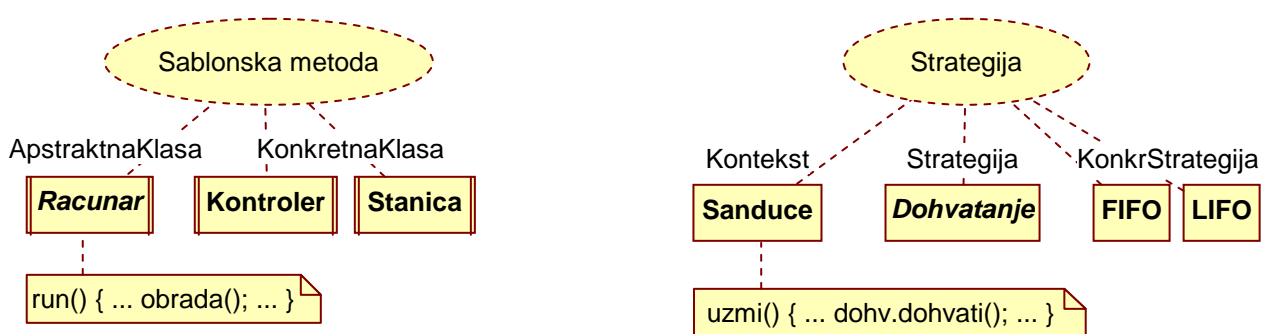 Sablonska metoda
ApstraktnaKlasa KonkretnaKlasa
Racunar Kontroler Stanica
run() { ... obrada(); ... }
Strategija
Kontekst Strategija KonkrStrategija
Sanduce Dohvatanje FIFO LIFO
uzmi() { ... dohv.dohvati(); ... }